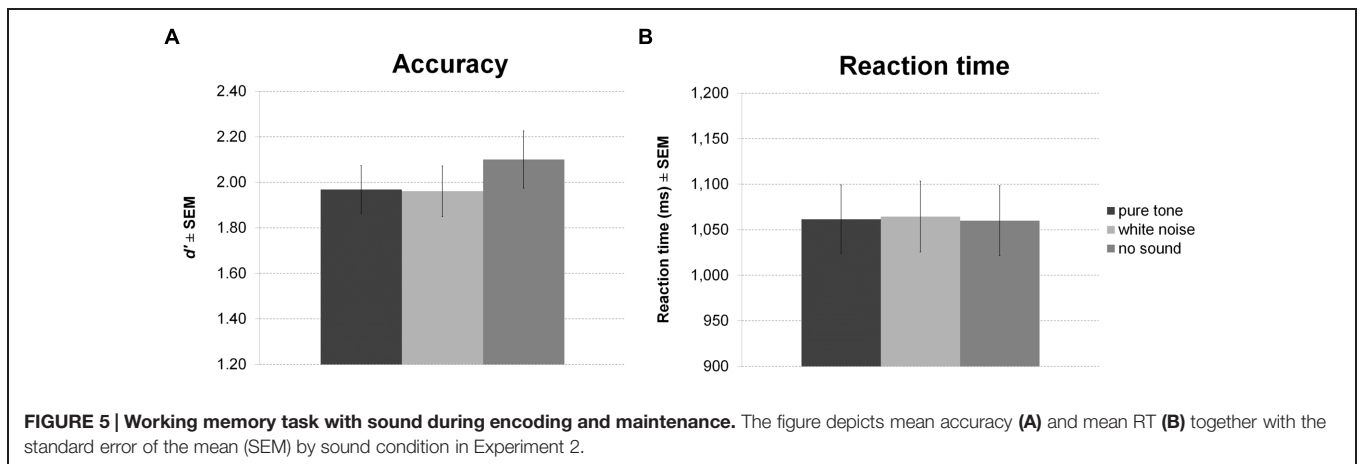 A
Accuracy
2.40
2.20
2.00
1.80
1.60
1.40
1.20
d' ± SEM
B
Reaction time
1,200
1,150
1,100
1,050
1,000
950
900
Reaction time (ms) ± SEM
pure tone
white noise
no sound
FIGURE 5 | Working memory task with sound during encoding and maintenance. The figure depicts mean accuracy (A) and mean RT (B) together with the
standard error of the mean (SEM) by sound condition in Experiment 2.